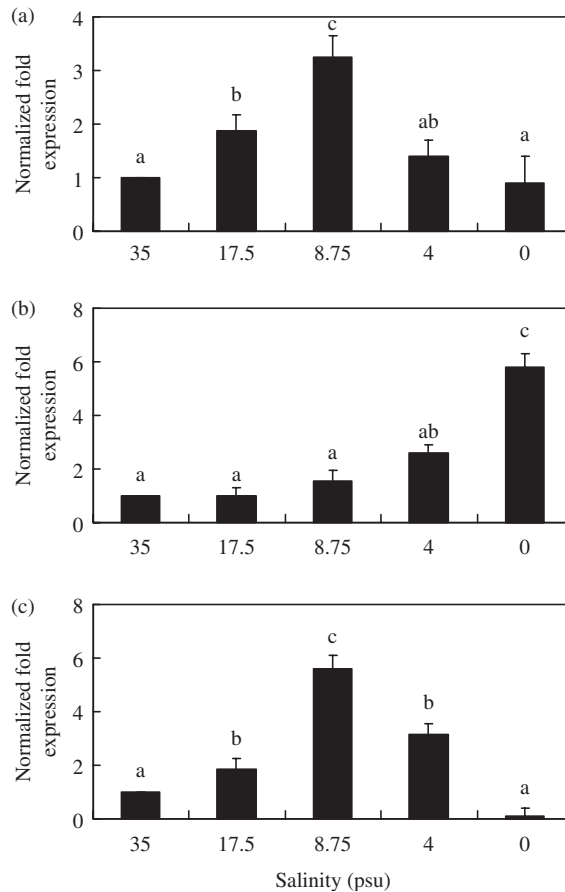 (a)
Normalized fold
expression
4
3
2
1
0
a
b
c
ab
a
35 17.5 8.75 4 0
(b)
Normalized fold
expression
8
6
4
2
0
a
a
a
ab
c
35 17.5 8.75 4 0
(c)
Normalized fold
expression
8
6
4
2
0
a
b
c
b
a
35 17.5 8.75 4 0
Salinity (psu)